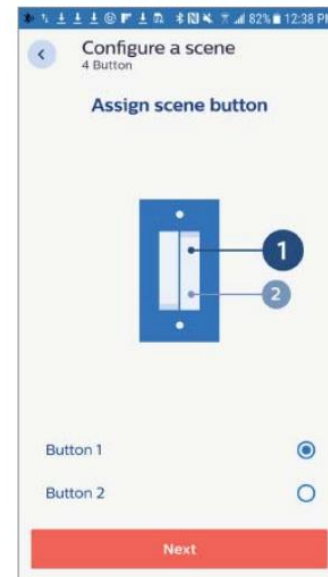 82% 12:38 PM
Configure a scene
4 Button
Assign scene button
1
2
Button 1
Button 2
Next